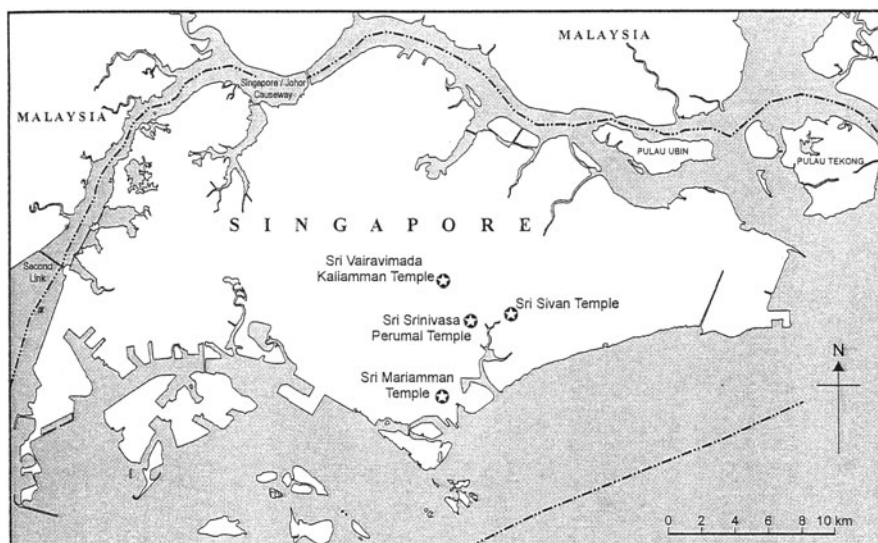 MALAYSIA
Singapore / Johor
Causeway
MALAYSIA
PULAU UBIN
PULAU TEKONG
SINGAPORE
Second
Link
Sri Vairavimada
Kaliamman Temple
Sri Sivan Temple
Sri Srinivasa
Perumal Temple
Sri Mariamman
Temple
N
0 2 4 6 8 10 km